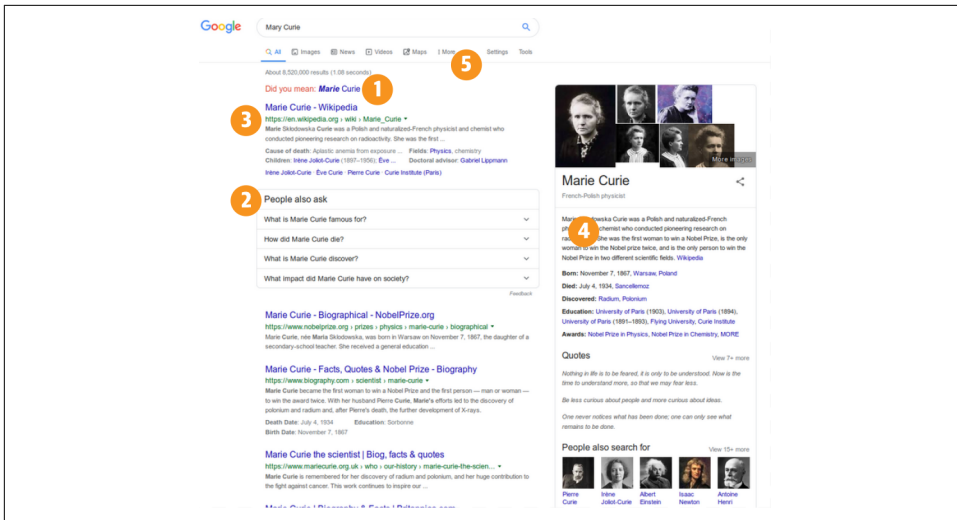 Google
Mary Curie
All Images News Videos Maps More Settings Tools
5
About 8,520,000 results (1.08 seconds)
Did you mean: Marie Curie
1
Marie Curie - Wikipedia
3
https://en.wikipedia.org › wiki › Marie_Curie
Marie Skłodowska Curie was a Polish and naturalized-French physicist and chemist who
conducted pioneering research on radioactivity. She was the first ...
Cause of death: Aplastic anemia from exposure ... Fields: Physics, chemistry
Children: Irène Joliot-Curie (1897–1956); Ève ... Doctoral advisor: Gabriel Lippmann
Irène Joliot-Curie · Ève Curie · Pierre Curie · Curie Institute (Paris)
2
People also ask
What is Marie Curie famous for?
How did Marie Curie die?
What is Marie Curie discover?
What impact did Marie Curie have on society?
Feedback
Marie Curie - Biographical - NobelPrize.org
https://www.nobelprize.org › prizes › physics › marie-curie › biographical
Marie Curie, née Maria Sklodowska, was born in Warsaw on November 7, 1867, the daughter of a
secondary-school teacher. She received a general education ...
Marie Curie - Facts, Quotes & Nobel Prize - Biography
https://www.biography.com › scientist › marie-curie
Marie Curie became the first woman to win a Nobel Prize and the first person — man or woman —
to win the award twice. With her husband Pierre Curie, Marie's efforts led to the discovery of
polonium and radium and, after Pierre's death, the further development of X-rays.
Death Date: July 4, 1934 Education: Sorbonne
Birth Date: November 7, 1867
Marie Curie the scientist | Biog, facts & quotes
https://www.mariecurie.org.uk › who › our-history › marie-curie-the-scien...
Marie Curie is remembered for her discovery of radium and polonium, and her huge contribution to
the fight against cancer. This work continues to inspire our ...
More images
Marie Curie
French-Polish physicist
Curie was a Polish and naturalized-French
chemist who conducted pioneering research on
4
she was the first woman to win a Nobel Prize, is the only
woman to win the Nobel prize twice, and is the only person to win the
Nobel Prize in two different scientific fields. Wikipedia
Born: November 7, 1867, Warsaw, Poland
Died: July 4, 1934, Sancellemoz
Discovered: Radium, Polonium
Education: University of Paris (1903), University of Paris (1894),
University of Paris (1891–1893), Flying University, Curie Institute
Awards: Nobel Prize in Physics, Nobel Prize in Chemistry, MORE
Quotes View 7+ more
Nothing in life is to be feared, it is only to be understood. Now is the
time to understand more, so that we may fear less.
Be less curious about people and more curious about ideas.
One never notices what has been done; one can only see what
remains to be done.
People also search for View 15+ more
Pierre Curie
Irène Joliot-Curie
Albert Einstein
Isaac Newton
Antoine Henri